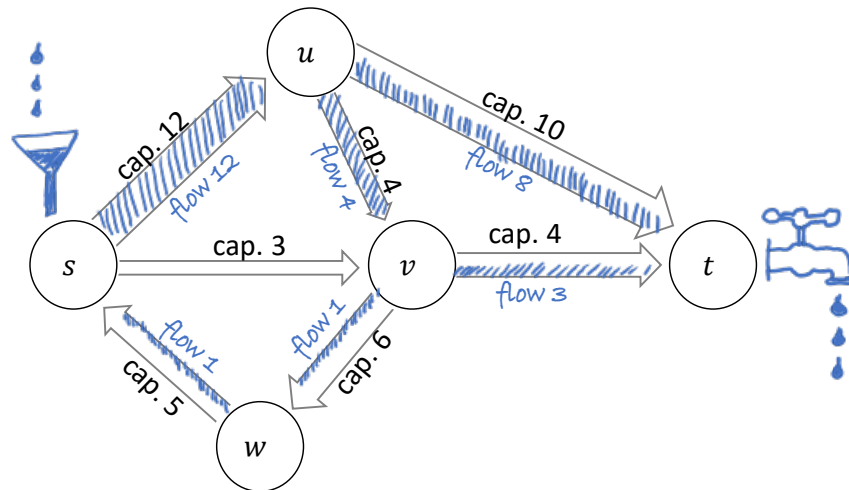 u
cap. 12
flow 12
cap. 4
flow 4
cap. 10
flow 8
s
cap. 3
v
cap. 4
flow 3
t
flow 1
cap. 5
flow 1
cap. 6
w